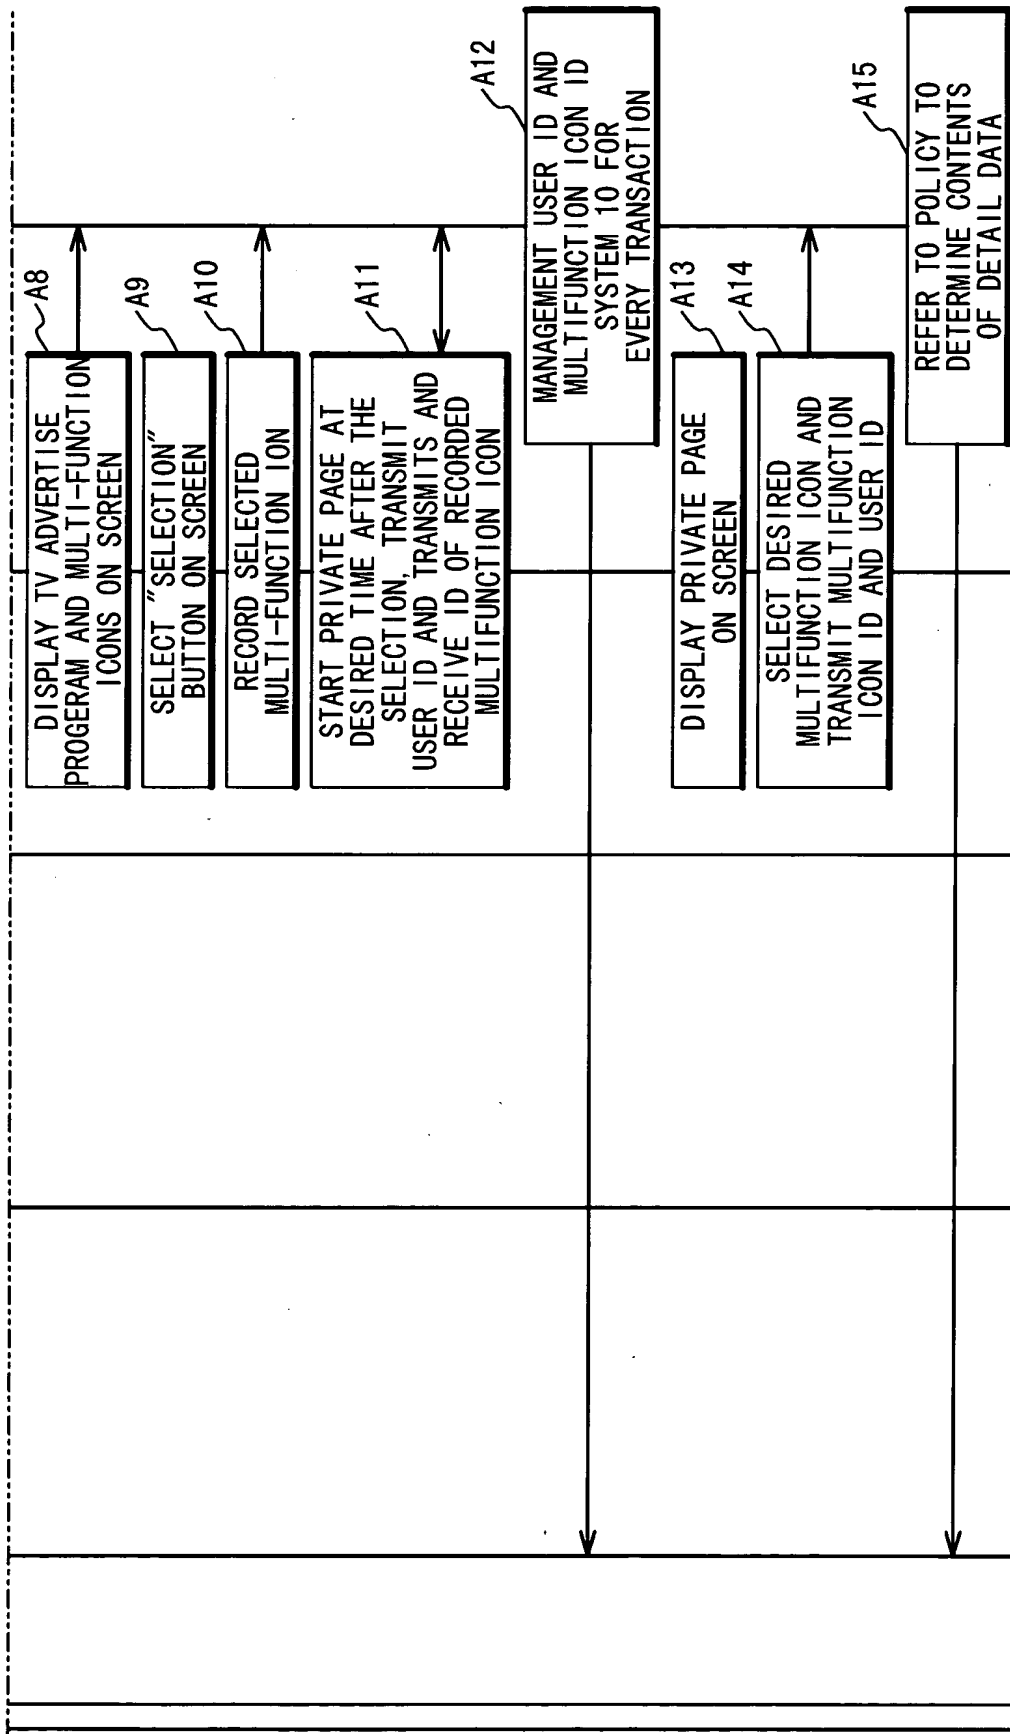 A8
DISPLAY TV ADVERTISE
PROGERAM AND MULTI-FUNCTION
ICONS ON SCREEN
A9
SELECT "SELECTION"
BUTTON ON SCREEN
A10
RECORD SELECTED
MULTI-FUNCTION ION
A11
START PRIVATE PAGE AT
DESIRED TIME AFTER THE
SELECTION, TRANSMIT
USER ID AND TRANSMITS AND
RECEIVE ID OF RECORDED
MULTIFUNCTION ICON
A12
MANAGEMENT USER ID AND
MULTIFUNCTION ICON ID
SYSTEM 10 FOR
EVERY TRANSACTION
A13
DISPLAY PRIVATE PAGE
ON SCREEN
A14
SELECT DESIRED
MULTIFUNCTION ICON AND
TRANSMIT MULTIFUNCTION
ICON ID AND USER ID
A15
REFER TO POLICY TO
DETERMINE CONTENTS
OF DETAIL DATA